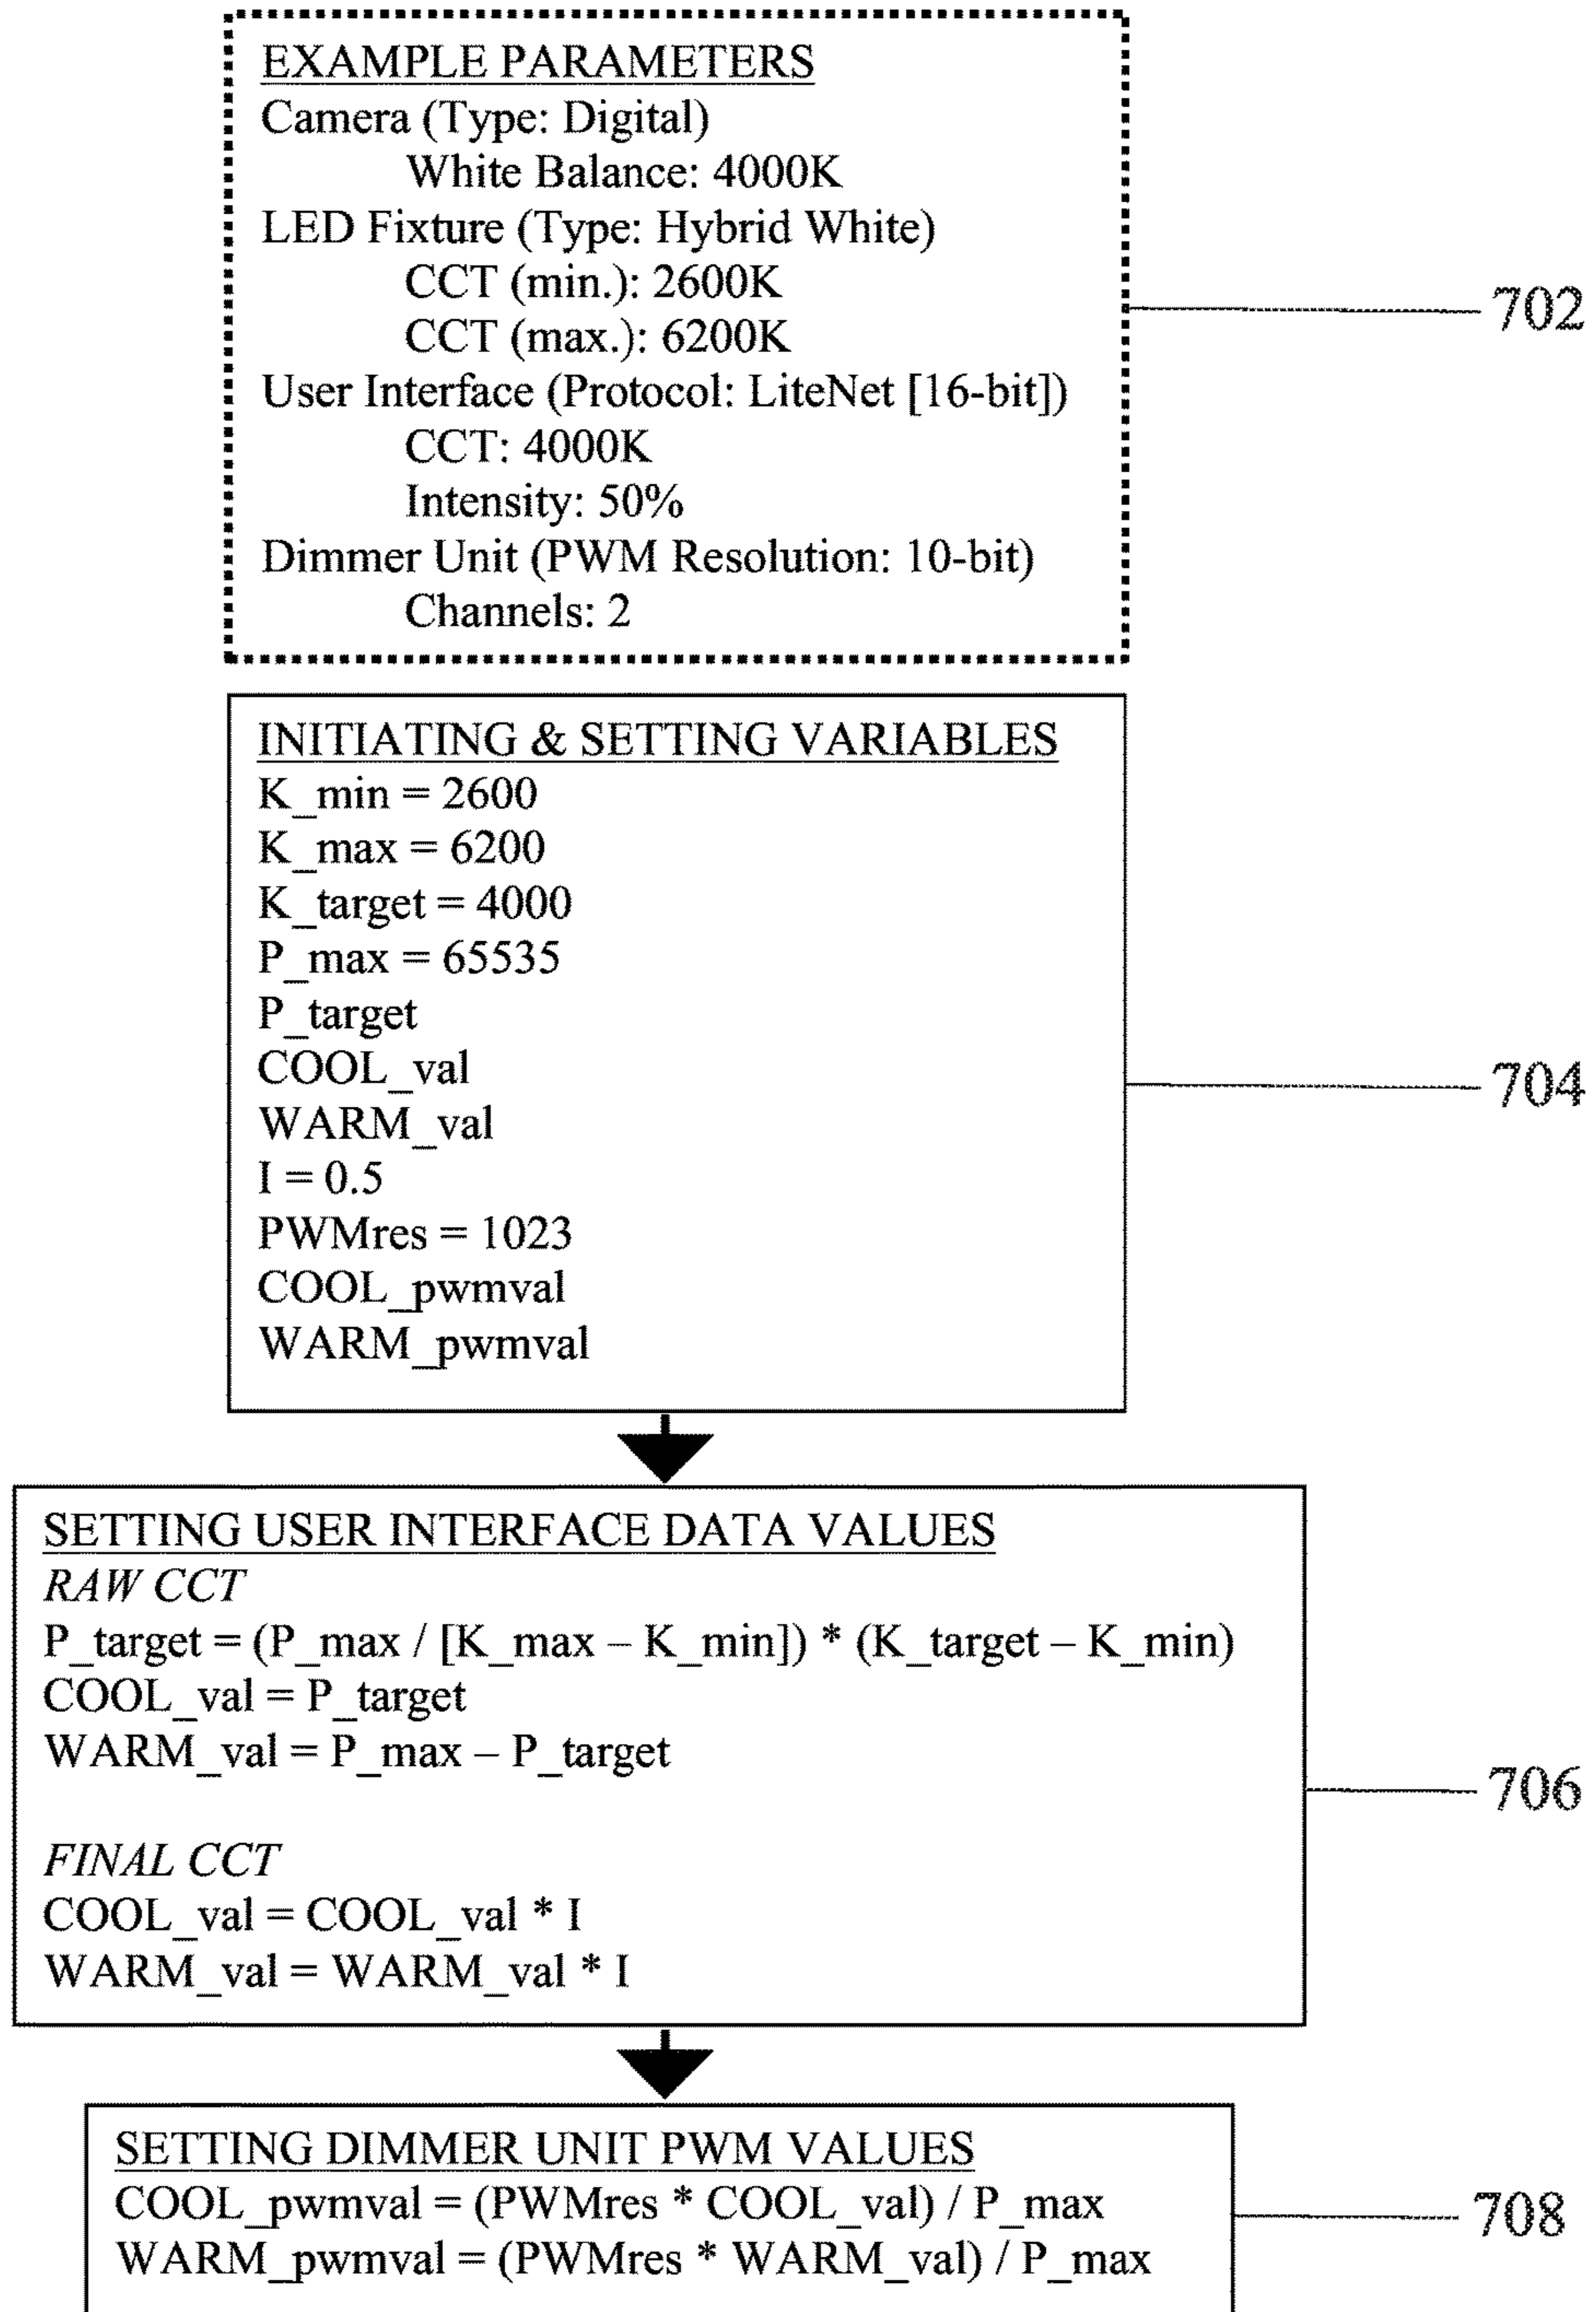 EXAMPLE PARAMETERS
Camera (Type: Digital)
White Balance: 4000K
LED Fixture (Type: Hybrid White)
CCT (min.): 2600K
CCT (max.): 6200K
User Interface (Protocol: LiteNet [16-bit])
CCT: 4000K
Intensity: 50%
Dimmer Unit (PWM Resolution: 10-bit)
Channels: 2
702
INITIATING & SETTING VARIABLES
K_min = 2600
K_max = 6200
K_target = 4000
P_max = 65535
P_target
COOL_val
WARM_val
I = 0.5
PWMres = 1023
COOL_pwmval
WARM_pwmval
704
SETTING USER INTERFACE DATA VALUES
RAW CCT
P_target = (P_max / [K_max – K_min]) * (K_target – K_min)
COOL_val = P_target
WARM_val = P_max – P_target
FINAL CCT
COOL_val = COOL_val * I
WARM_val = WARM_val * I
706
SETTING DIMMER UNIT PWM VALUES
COOL_pwmval = (PWMres * COOL_val) / P_max
WARM_pwmval = (PWMres * WARM_val) / P_max
708